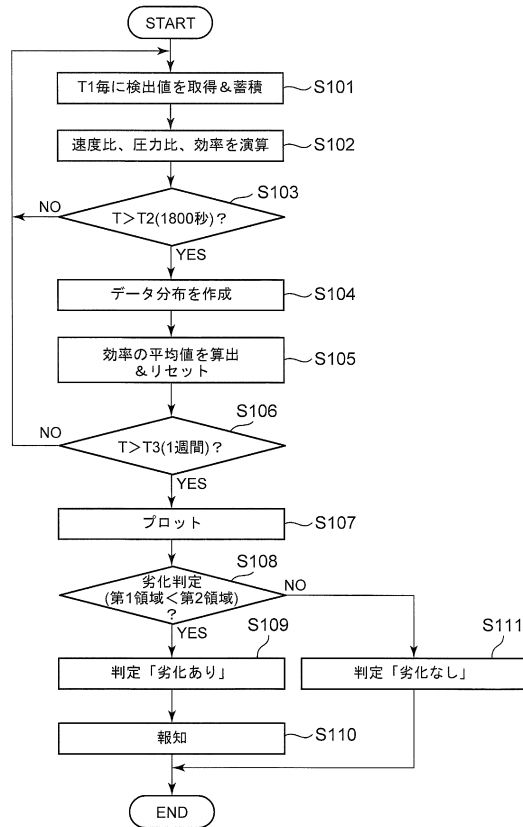 START
T1毎に検出値を取得&蓄積
S101
速度比、圧力比、効率を演算
S102
S103
NO
T＞T2(1800秒)？
YES
データ分布を作成
S104
効率の平均値を算出
&リセット
S105
S106
NO
T＞T3(1週間)？
YES
プロット
S107
S108
劣化判定
(第1領域＜第2領域)
？
NO
YES
S109
S111
判定「劣化あり」
判定「劣化なし」
報知
S110
END